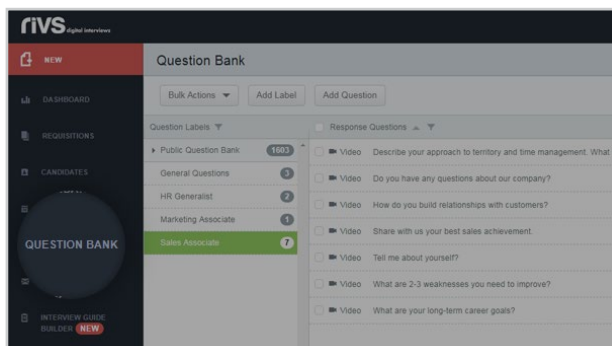 rivs digital interviews
NEW
Question Bank
DASHBOARD
Bulk Actions
Add Label
Add Question
REQUISITIONS
Question Labels
Response Questions
Public Question Bank 1603
Video Describe your approach to territory and time management. What
CANDIDATES
General Questions 3
Video Do you have any questions about our company?
HR Generalist 2
Video How do you build relationships with customers?
Marketing Associate 1
Video Share with us your best sales achievement.
QUESTION BANK
Sales Associate 7
Video Tell me about yourself?
Video What are 2-3 weaknesses you need to improve?
Video What are your long-term career goals?
INTERVIEW GUIDE
BUILDER NEW